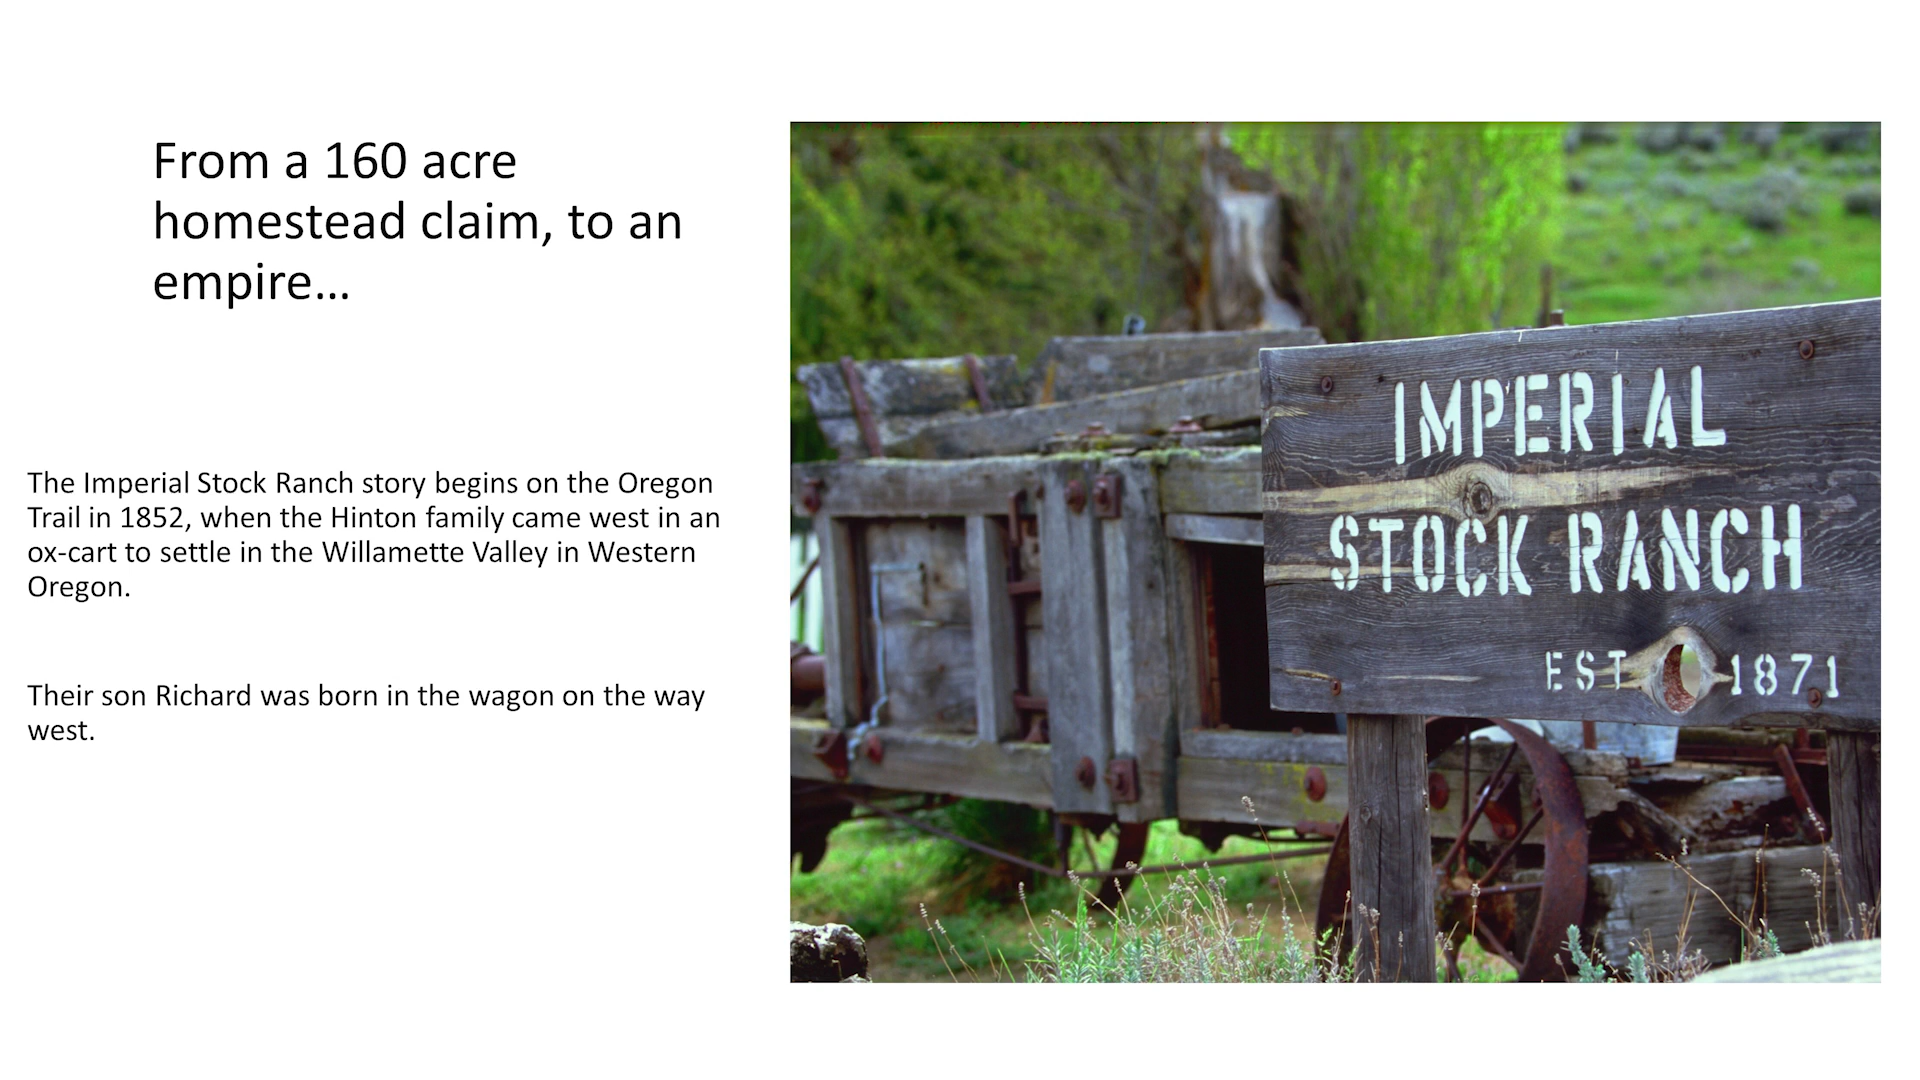 From a 160 acre
homestead claim, to an
empire…
The Imperial Stock Ranch story begins on the Oregon
Trail in 1852, when the Hinton family came west in an
ox-cart to settle in the Willamette Valley in Western
Oregon.
Their son Richard was born in the wagon on the way
west.
IMPERIAL
STOCK RANCH
EST 1871